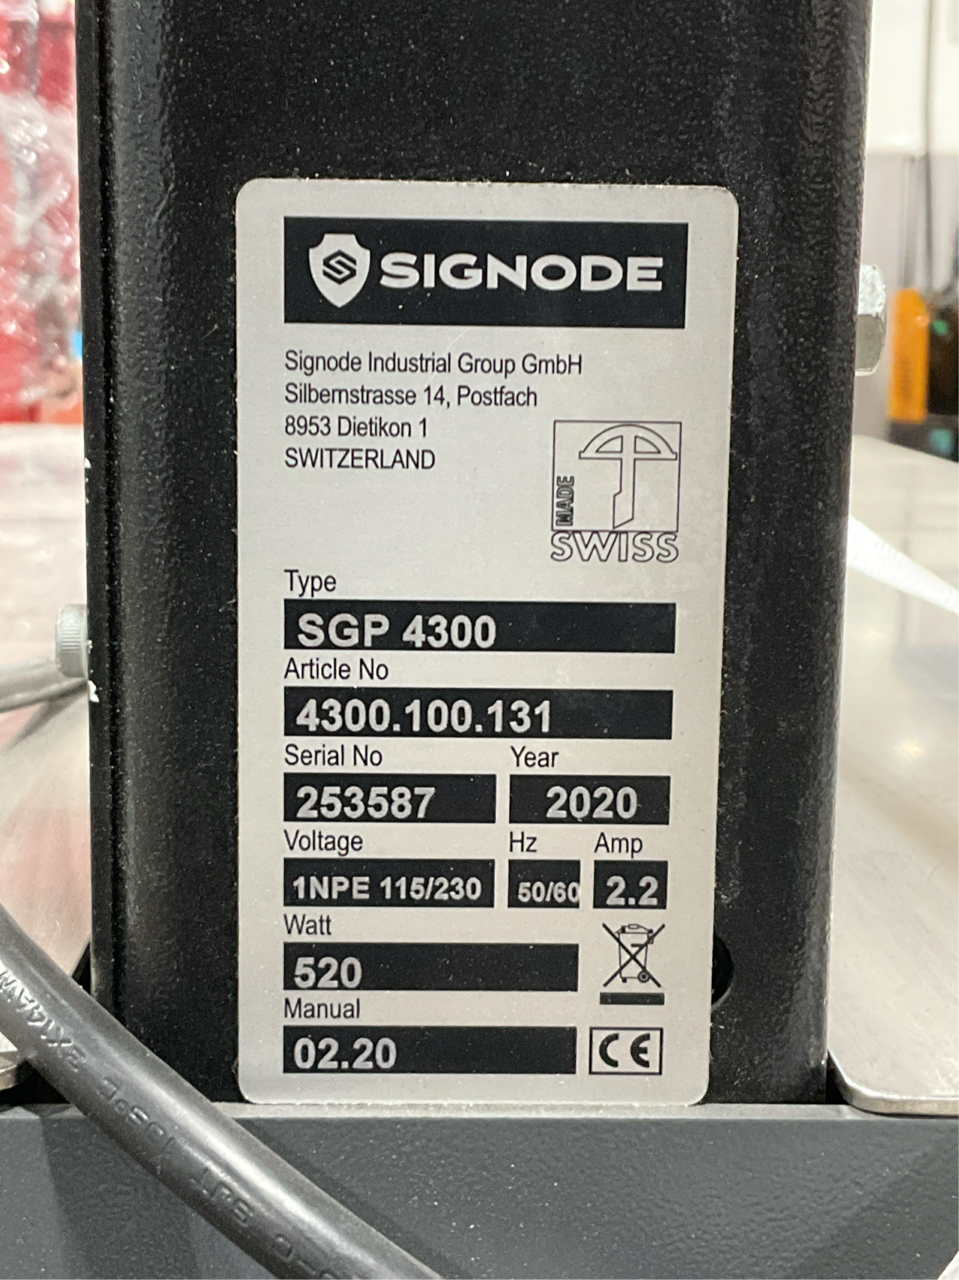 SIGNODE
Signode Industrial Group GmbH
Silbernstrasse 14, Postfach
8953 Dietikon 1
SWITZERLAND
MADE
SWISS
Type
SGP 4300
Article No
4300.100.131
Serial No Year
253587 2020
Voltage Hz Amp
1NPE 115/230 50/60 2.2
Watt
520
Manual
02.20
CE